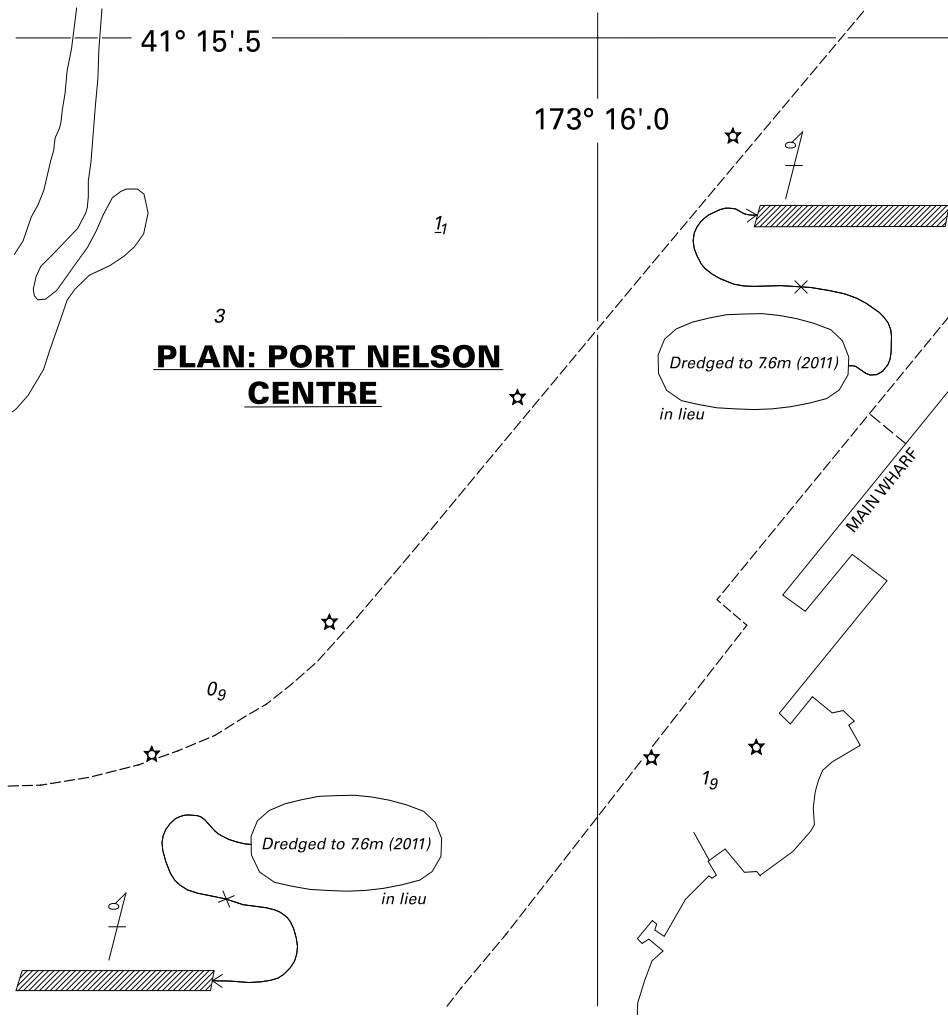 41° 15'.5
173° 16'.0
1₁
3
PLAN: PORT NELSON
CENTRE
Dredged to 7.6m (2011)
in lieu
MAIN WHARF
0₉
1₉
Dredged to 7.6m (2011)
in lieu